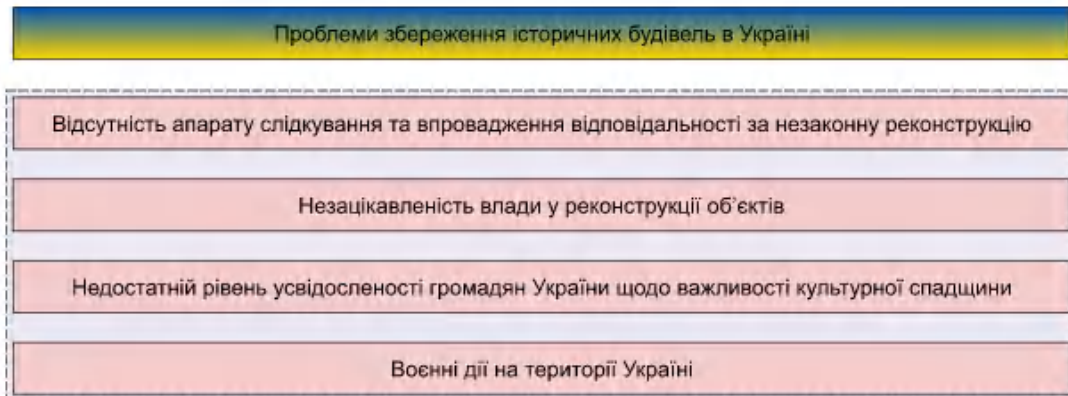 Проблеми збереження історичних будівель в Україні
Відсутність апарату слідкування та впровадження відповідальності за незаконну реконструкцію
Незацікавленість влади у реконструкції об'єктів
Недостатній рівень усвідосленості громадян України щодо важливості культурної спадщини
Воєнні дії на території Україні